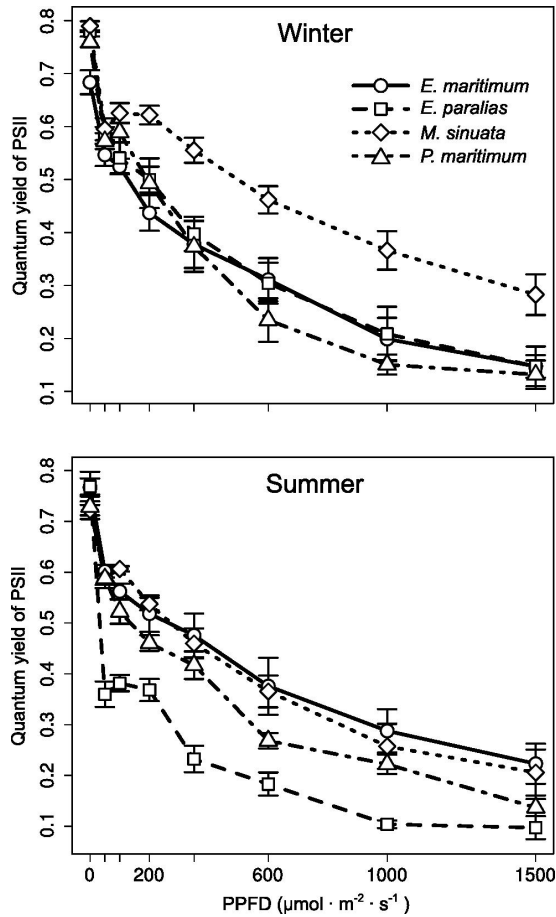 Winter
E. maritimum
E. paralias
M. sinuata
P. maritimum
Quantum yield of PSII
0.8
0.7
0.6
0.5
0.4
0.3
0.2
0.1
Summer
Quantum yield of PSII
0.8
0.7
0.6
0.5
0.4
0.3
0.2
0.1
0 200 600 1000 1500
PPFD (μmol · m⁻² · s⁻¹)